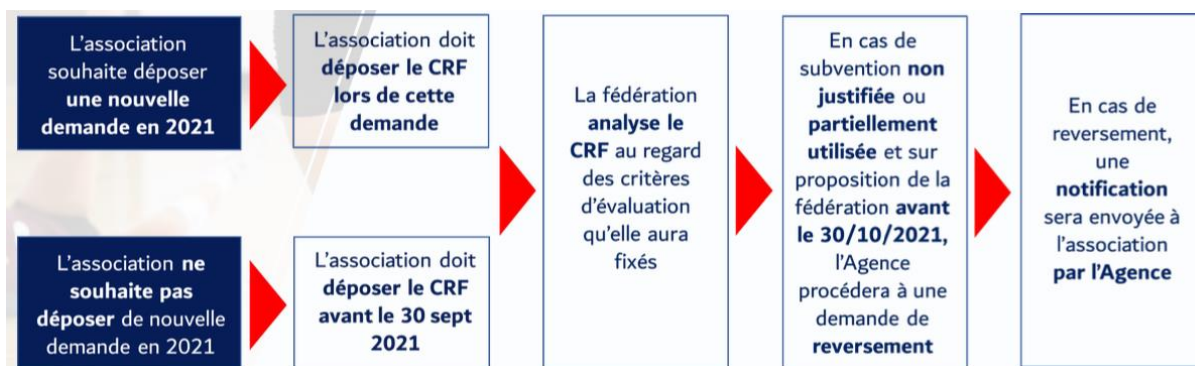 L'association
souhaite déposer
une nouvelle
demande en 2021
L'association doit
déposer le CRF
lors de cette
demande
L'association ne
souhaite pas
déposer de nouvelle
demande en 2021
L'association doit
déposer le CRF
avant le 30 sept
2021
La fédération
analyse le
CRF au regard
des critères
d'évaluation
qu'elle aura
fixés
En cas de
subvention non
justifiée ou
partiellement
utilisée et sur
proposition de la
fédération avant
le 30/10/2021,
l'Agence
procédera à une
demande de
reversement
En cas de
reversement,
une
notification
sera envoyée à
l'association
par l'Agence